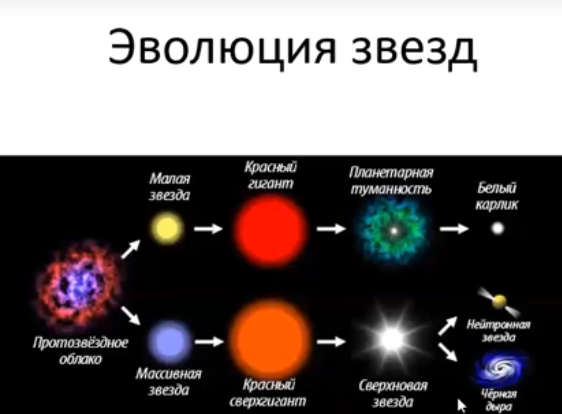 Эволюция звезд
Малая
звезда
Красный
гигант
Планетарная
туманность
Белый
карлик
Протозвёздное
облако
Массивная
звезда
Красный
сверхгигант
Сверхновая
звезда
Нейтронная
звезда
Чёрная
дыра